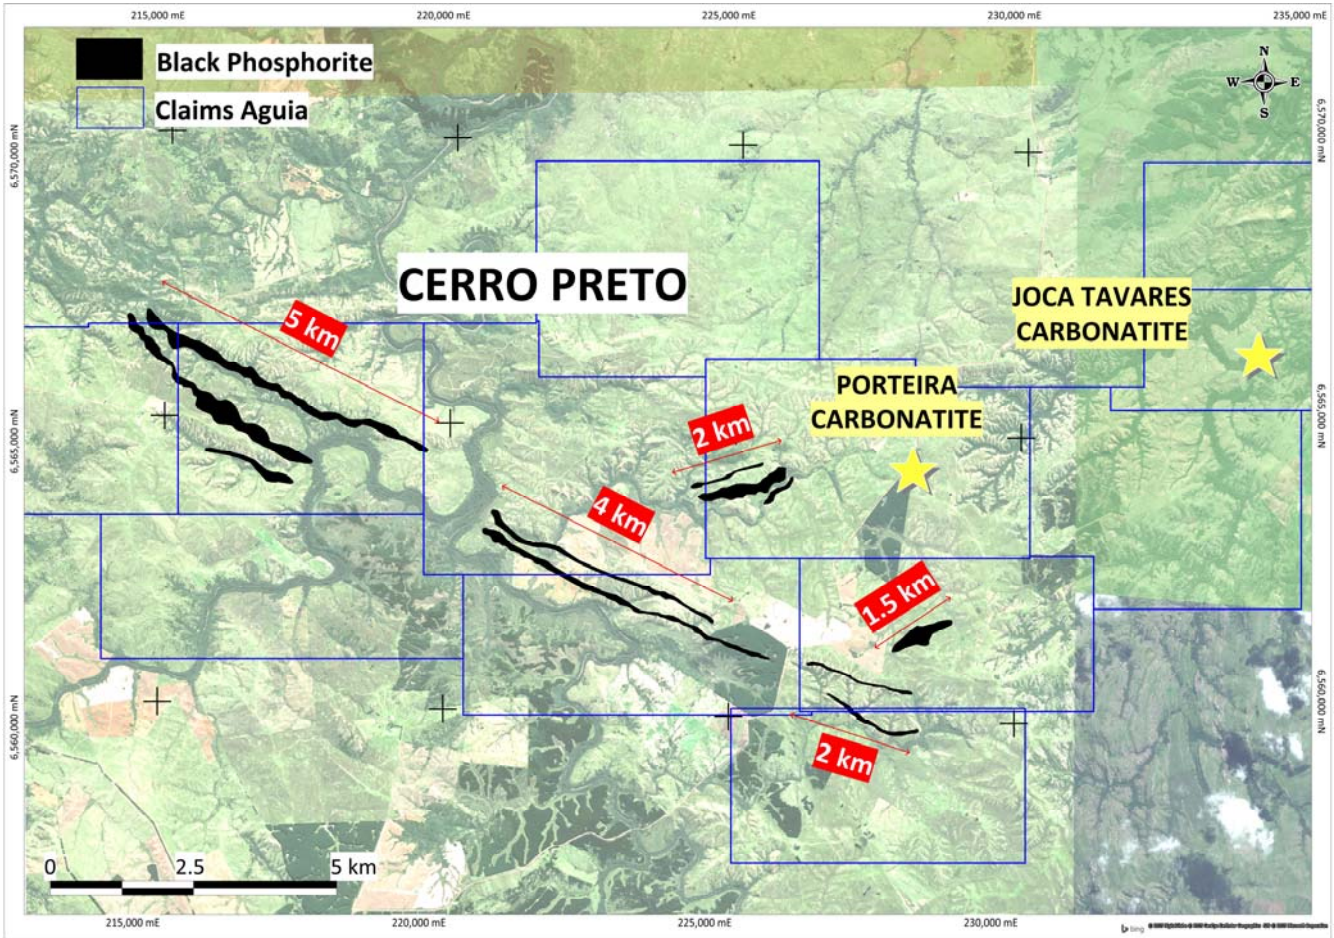 215,000 mE
220,000 mE
225,000 mE
230,000 mE
235,000 mE
Black Phosphorite
Claims Aguia
N
W
E
S
6,570,000 mN
6,570,000 mN
CERRO PRETO
JOCA TAVARES
CARBONATITE
5 km
PORTEIRA
CARBONATITE
2 km
6,565,000 mN
6,565,000 mN
4 km
1.5 km
6,560,000 mN
6,560,000 mN
2 km
0
2.5
5 km
215,000 mE
220,000 mE
225,000 mE
230,000 mE
bing